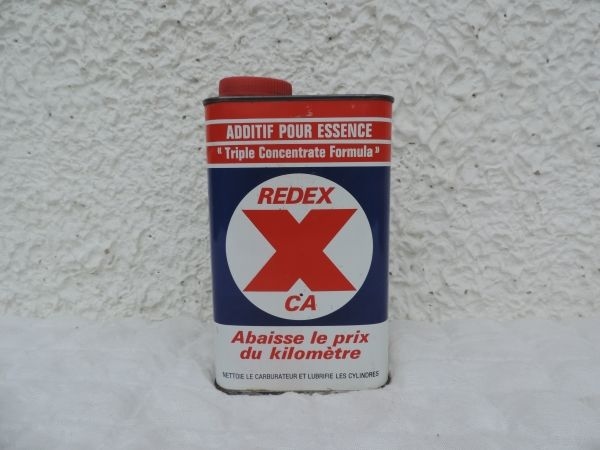 ADDITIF POUR ESSENCE
" Triple Concentrate Formula "
REDEX
X
CA
Abaisse le prix
du kilomètre
NETTOIE LE CARBURATEUR ET LUBRIFIE LES CYLINDRES